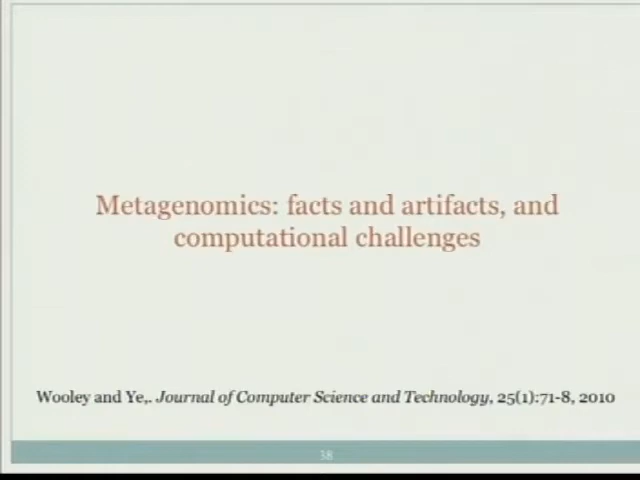 Metagenomics: facts and artifacts, and
computational challenges
Wooley and Ye,. Journal of Computer Science and Technology, 25(1):71-8, 2010
38